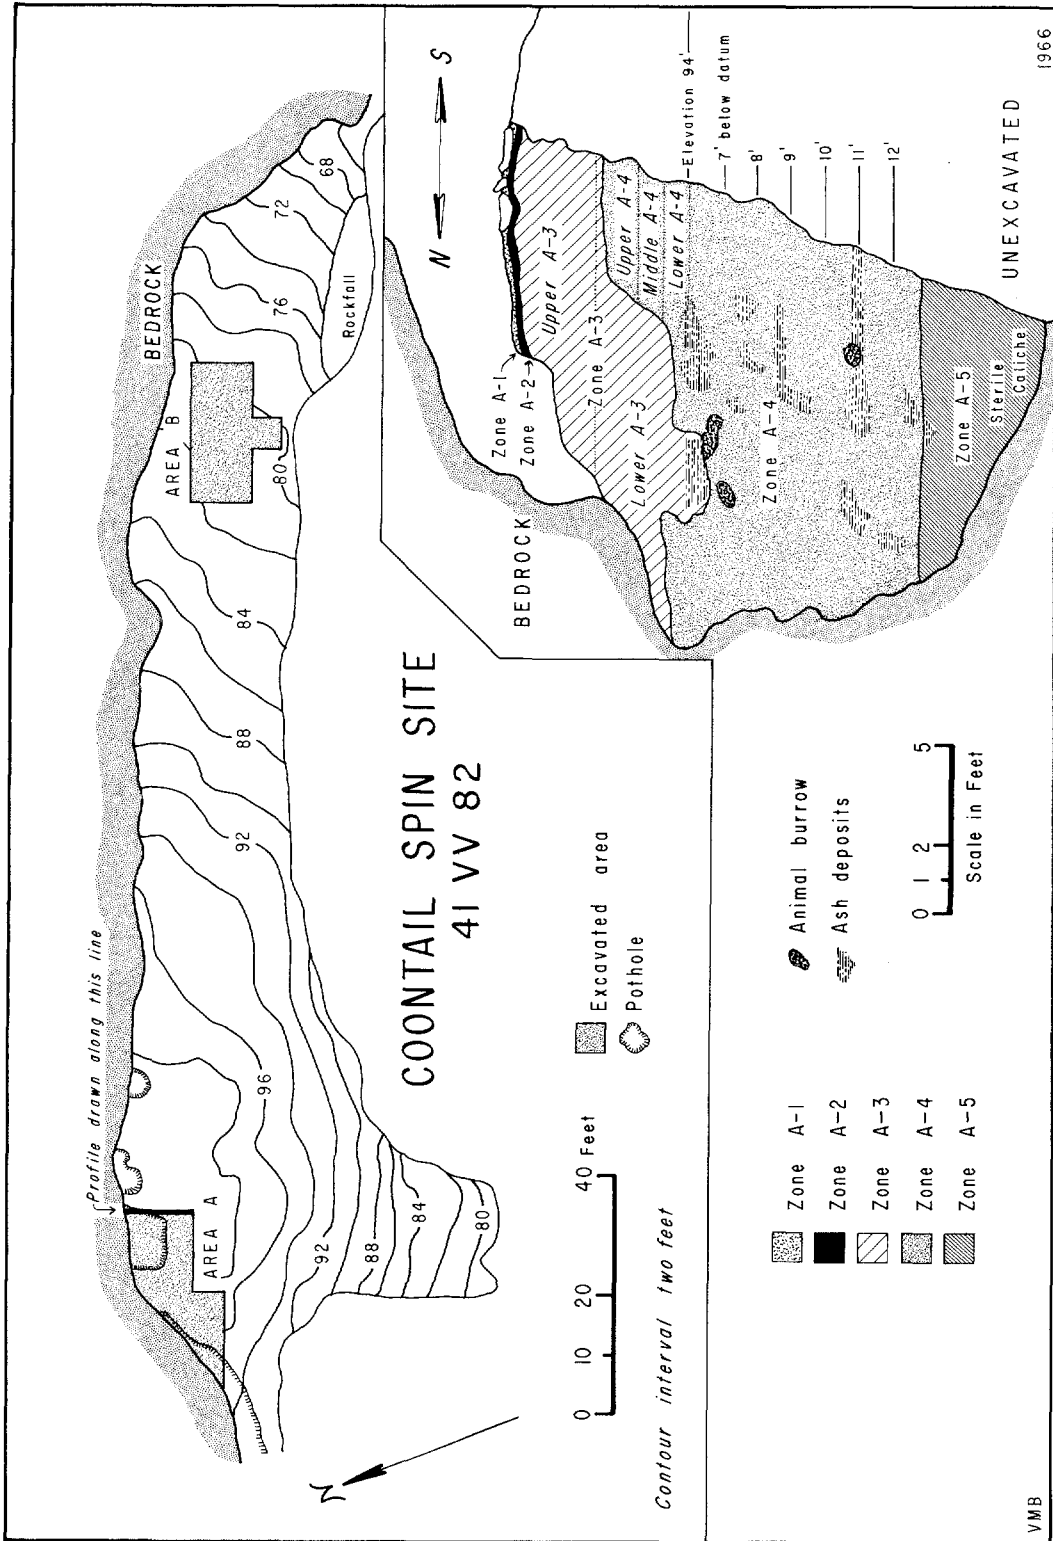 Profile drawn along this line
BEDROCK
AREA A
AREA B
96
92
88
84
80
92
88
84
80
76
72
68
Rockfall
N
COONTAIL SPIN SITE
41 VV 82
Excavated area
Pothole
0 10 20 40 Feet
Contour interval two feet
N S
BEDROCK
Zone A-1
Zone A-2
Upper A-3
Zone A-3
Lower A-3
Upper A-4
Middle A-4
Lower A-4
Zone A-4
Zone A-5
Sterile
Caliche
Elevation 94'
7' below datum
8'
9'
10'
11'
12'
UNEXCAVATED
Zone A-1
Zone A-2
Zone A-3
Zone A-4
Zone A-5
Animal burrow
Ash deposits
0 1 2 5
Scale in Feet
VMB
1966